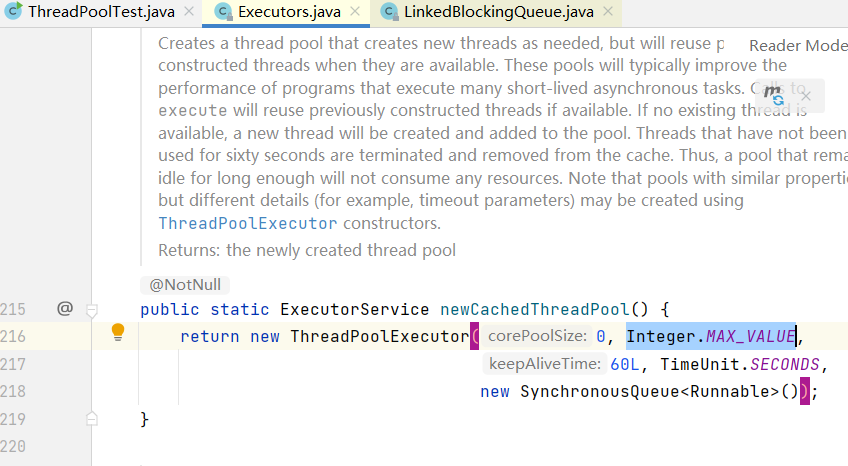 ThreadPoolTest.java × Executors.java × LinkedBlockingQueue.java ×
Creates a thread pool that creates new threads as needed, but will reuse Reader Mode
constructed threads when they are available. These pools will typically improve the
performance of programs that execute many short-lived asynchronous tasks. Calls to
execute will reuse previously constructed threads if available. If no existing thread is
available, a new thread will be created and added to the pool. Threads that have not been
used for sixty seconds are terminated and removed from the cache. Thus, a pool that rema
idle for long enough will not consume any resources. Note that pools with similar propertie
but different details (for example, timeout parameters) may be created using
ThreadPoolExecutor constructors.
Returns: the newly created thread pool
@NotNull
215 @ public static ExecutorService newCachedThreadPool() {
216 return new ThreadPoolExecutor( corePoolSize: 0, Integer.MAX_VALUE,
217 keepAliveTime: 60L, TimeUnit.SECONDS,
218 new SynchronousQueue<Runnable>());
219 }
220